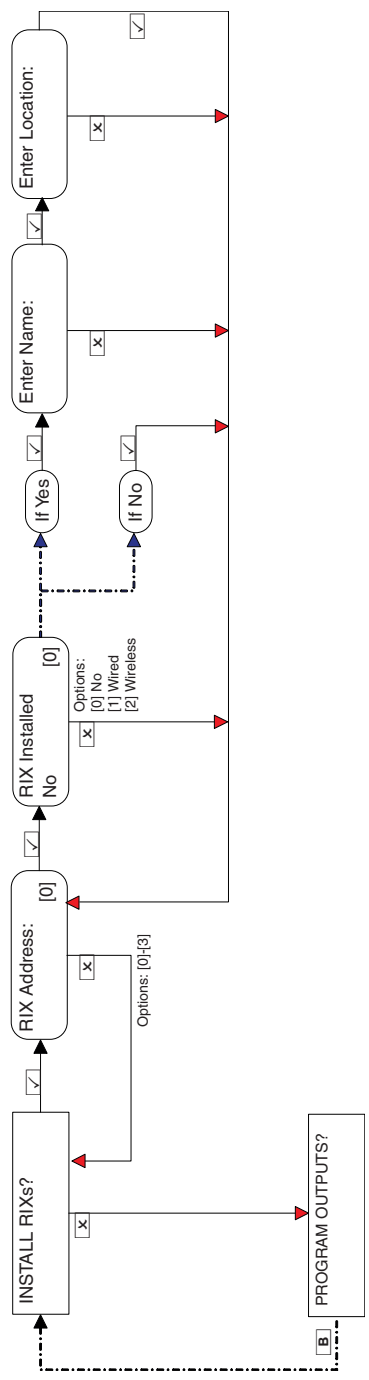 INSTALL RIXs?
✓
RIX Address:
[0]
✓
RIX Installed
No
[0]
If Yes
✓
Enter Name:
✓
Enter Location:
✓
x
Options: [0]-[3]
x
Options:
[0] No
[1] Wired
[2] Wireless
If No
✓
x
x
x
B
PROGRAM OUTPUTS?